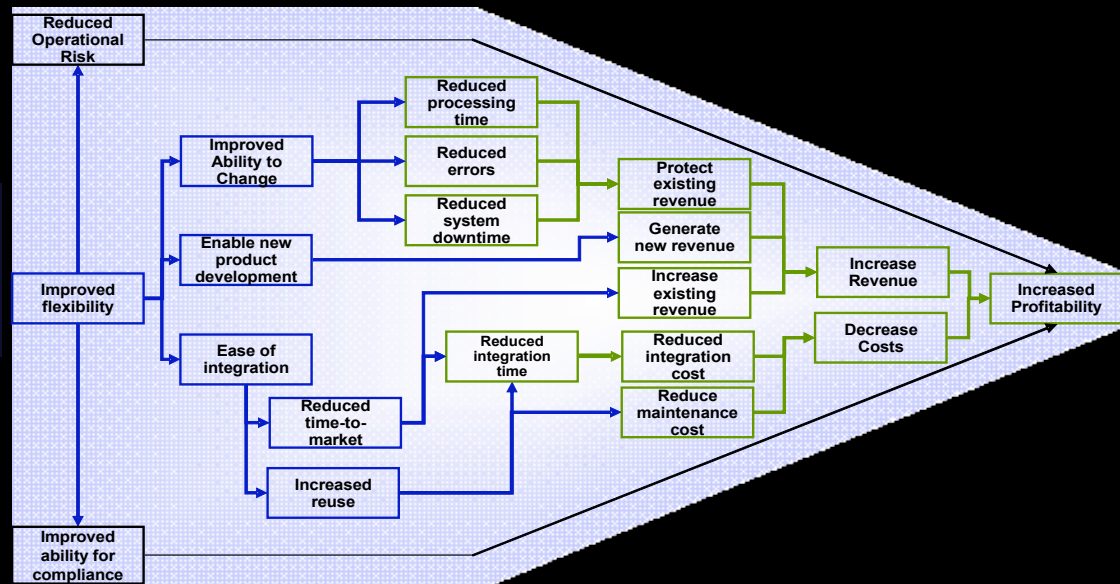 Reduced
Operational
Risk
Reduced
processing
time
Improved
Ability to
Change
Reduced
errors
Protect
existing
revenue
Reduced
system
downtime
Generate
new revenue
Enable new
product
development
Increase
existing
revenue
Increase
Revenue
Improved
flexibility
Increased
Profitability
Ease of
integration
Reduced
integration
time
Reduced
integration
cost
Decrease
Costs
Reduced
time-to-
market
Reduce
maintenance
cost
Increased
reuse
Improved
ability for
compliance